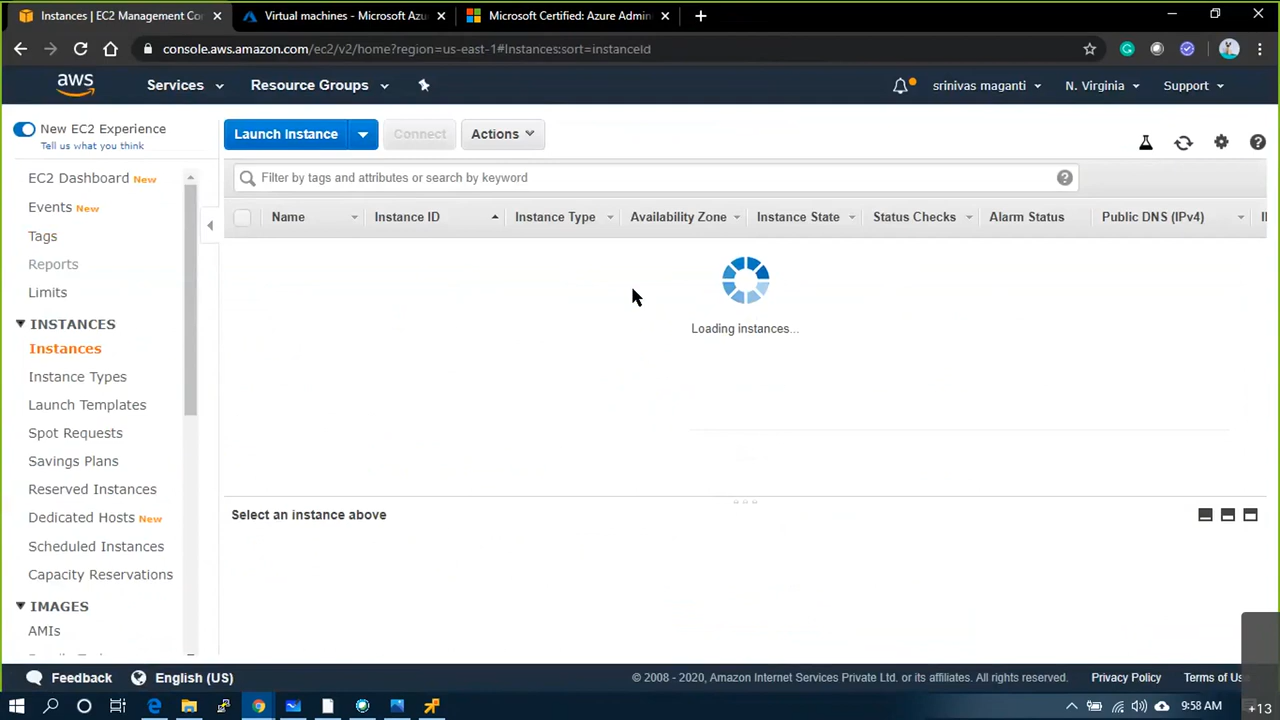 Instances | EC2 Management Co
Virtual machines - Microsoft Azu
Microsoft Certified: Azure Admin
console.aws.amazon.com/ec2/v2/home?region=us-east-1#Instances:sort=instanceId
aws
Services
Resource Groups
srinivas maganti
N. Virginia
Support
New EC2 Experience
Tell us what you think
EC2 Dashboard New
Events New
Tags
Reports
Limits
INSTANCES
Instances
Instance Types
Launch Templates
Spot Requests
Savings Plans
Reserved Instances
Dedicated Hosts New
Scheduled Instances
Capacity Reservations
IMAGES
AMIs
Launch Instance
Connect
Actions
Filter by tags and attributes or search by keyword
Name
Instance ID
Instance Type
Availability Zone
Instance State
Status Checks
Alarm Status
Public DNS (IPv4)
Loading instances...
Select an instance above
Feedback
English (US)
© 2008 - 2020, Amazon Internet Services Private Ltd. or its affiliates. All rights reserved.
Privacy Policy
Terms of Us
9:58 AM
+13